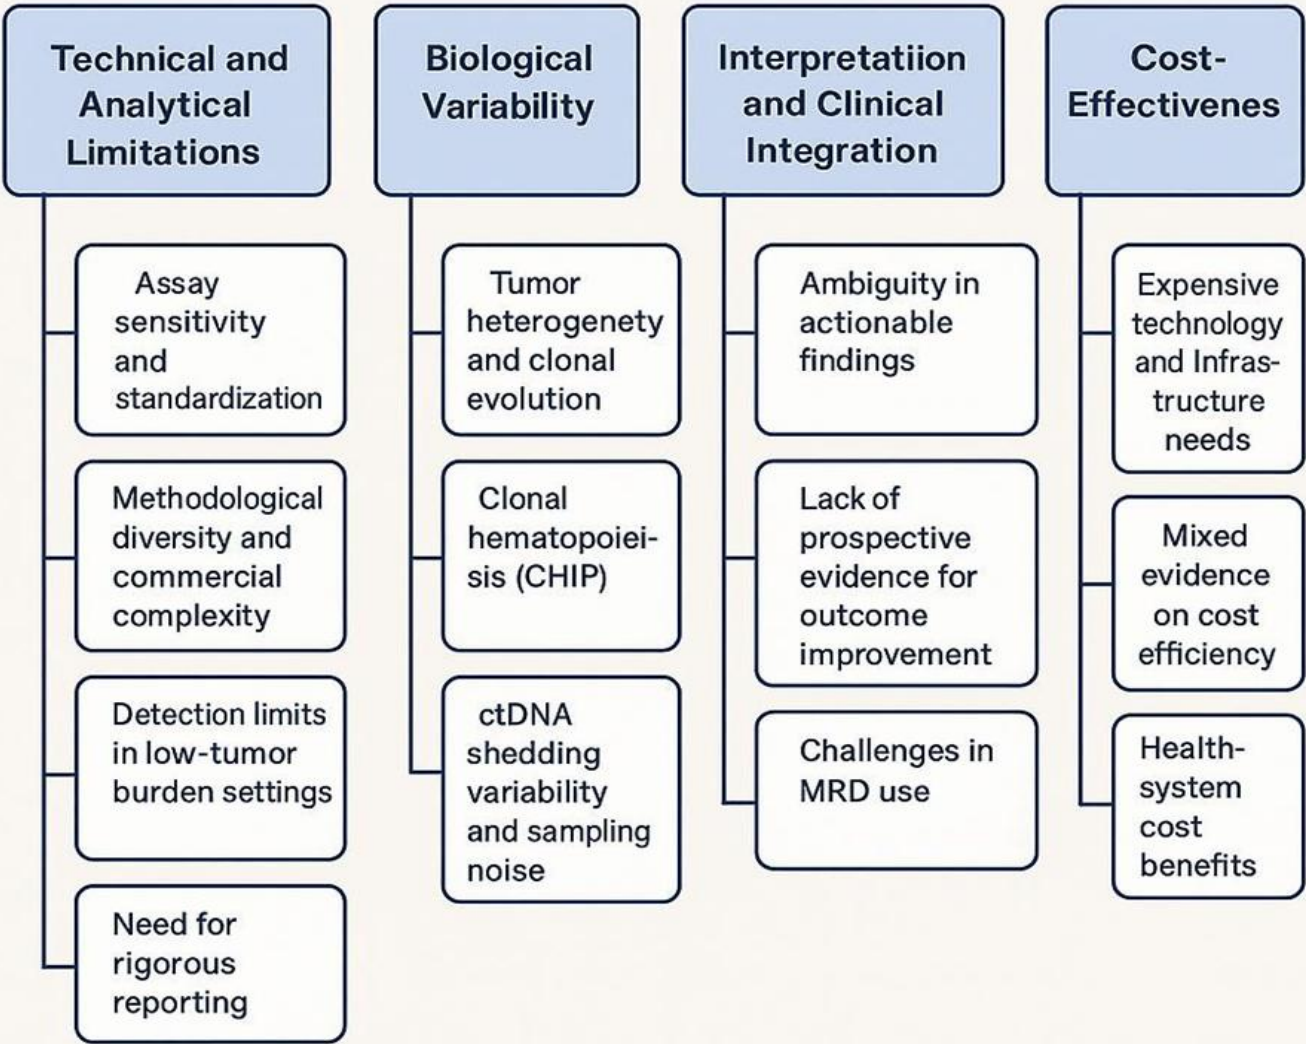 Technical and
Analytical
Limitations
Assay
sensitivity
and
standardization
Methodological
diversity and
commercial
complexity
Detection limits
in low-tumor
burden settings
Need for
rigorous
reporting
Biological
Variability
Tumor
heterogenety
and clonal
evolution
Clonal
hematopoiei-
sis (CHIP)
ctDNA
shedding
variability
and sampling
noise
Interpretatiion
and Clinical
Integration
Ambiguity in
actionable
findings
Lack of
prospective
evidence for
outcome
improvement
Challenges in
MRD use
Cost-
Effectivenes
Expensive
technology
and Infras-
tructure
needs
Mixed
evidence
on cost
efficiency
Health-
system
cost
benefits